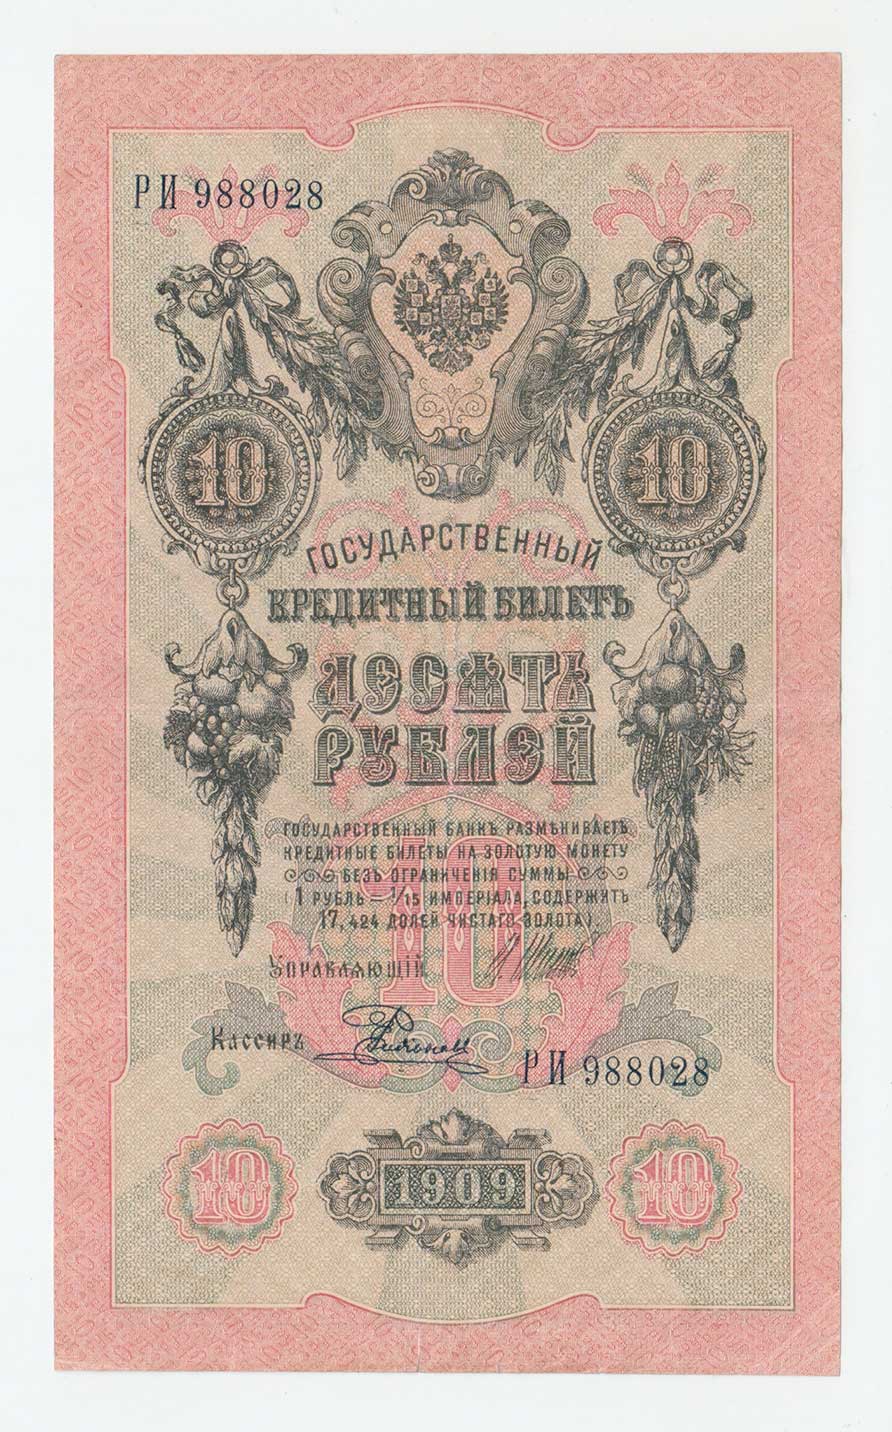 РИ 988028
10 10
ГОСУДАРСТВЕННЫЙ
КРЕДИТНЫЙ БИЛЕТЪ
ДЕСЯТЬ
РУБЛЕЙ
ГОСУДАРСТВЕННЫЙ БАНКЪ РАЗМѢНИВАЕТЪ
КРЕДИТНЫЕ БИЛЕТЫ НА ЗОЛОТУЮ МОНЕТУ
БЕЗЪ ОГРАНИЧЕНІЯ СУММЫ
(1 РУБЛЬ = 1/15 ИМПЕРІАЛА, СОДЕРЖИТЪ
17,424 ДОЛЕЙ ЧИСТАГО ЗОЛОТА).
10
УПРАВЛЯЮЩІЙ
КАССИРЪ
РИ 988028
10 1909 10